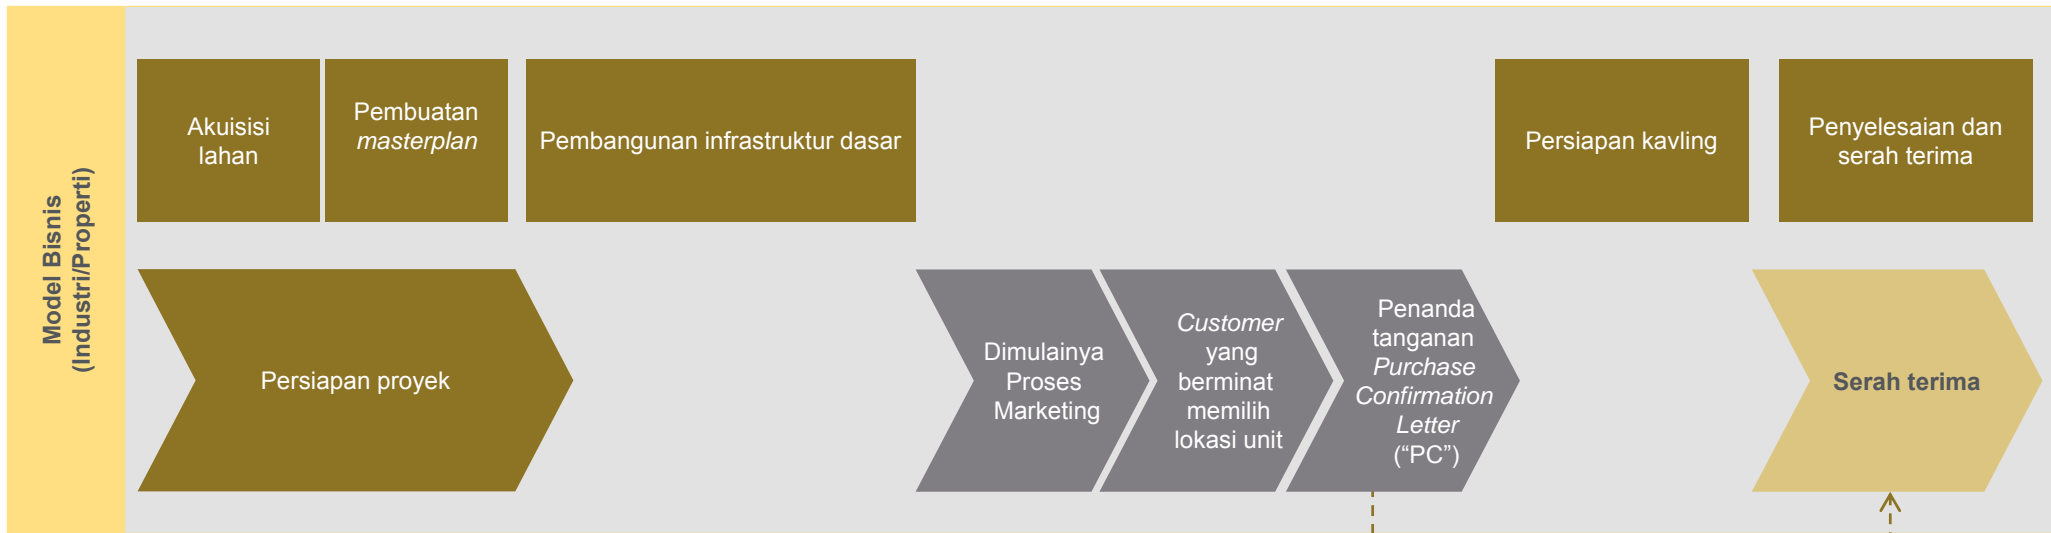 Model Bisnis
(Industri/Properti)
Akuisisi
lahan
Pembuatan
masterplan
Pembangunan infrastruktur dasar
Persiapan kavling
Penyelesaian dan
serah terima
Persiapan proyek
Dimulainya
Proses
Marketing
Customer
yang
berminat
memilih
lokasi unit
Penanda
tanganan
Purchase
Confirmation
Letter
(“PC”)
Serah terima